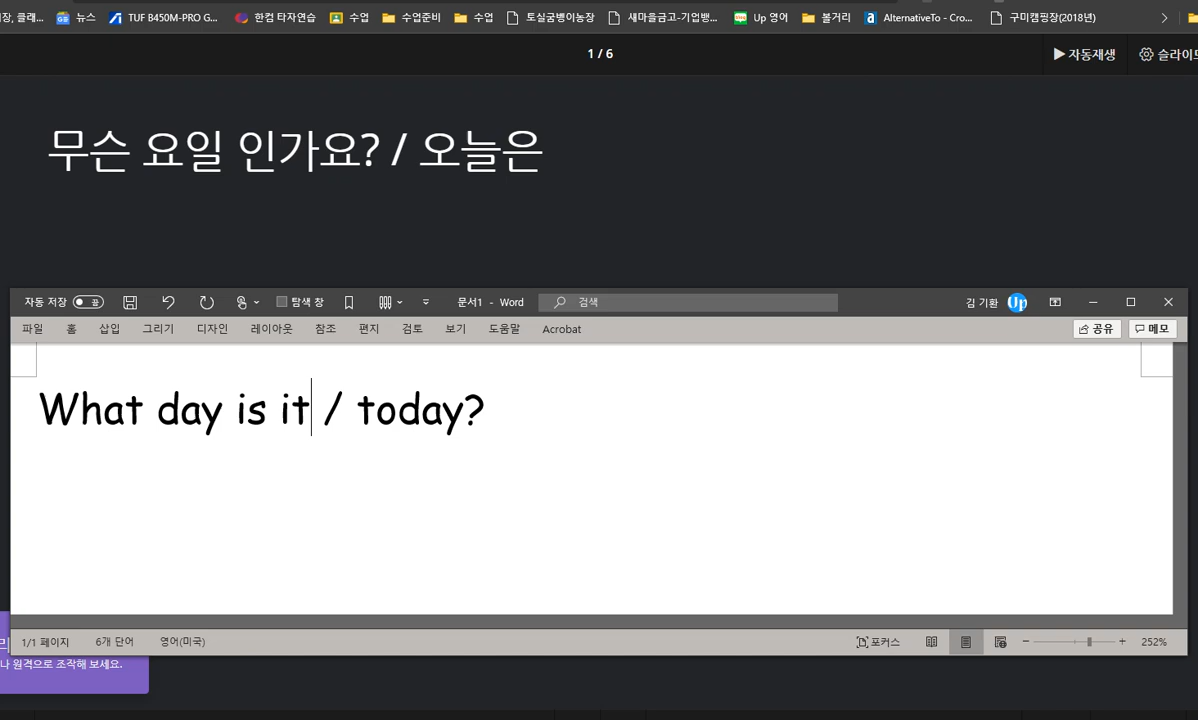 장, 클래... 뉴스 TUF B450M-PRO G... 한컴 타자연습 수업 수업준비 수업 토실굼벵이농장 새마을금고-기업뱅... Up 영어 볼거리 AlternativeTo - Cro... 구미캠핑장(2018년)
1 / 6 자동재생 슬라이드
무슨 요일 인가요? / 오늘은
자동 저장 끔 탐색 창 문서1 - Word 검색 김 기환 Up
파일 홈 삽입 그리기 디자인 레이아웃 참조 편지 검토 보기 도움말 Acrobat 공유 메모
What day is it / today?
1/1 페이지 6개 단어 영어(미국) 포커스 252%
나 원격으로 조작해 보세요.